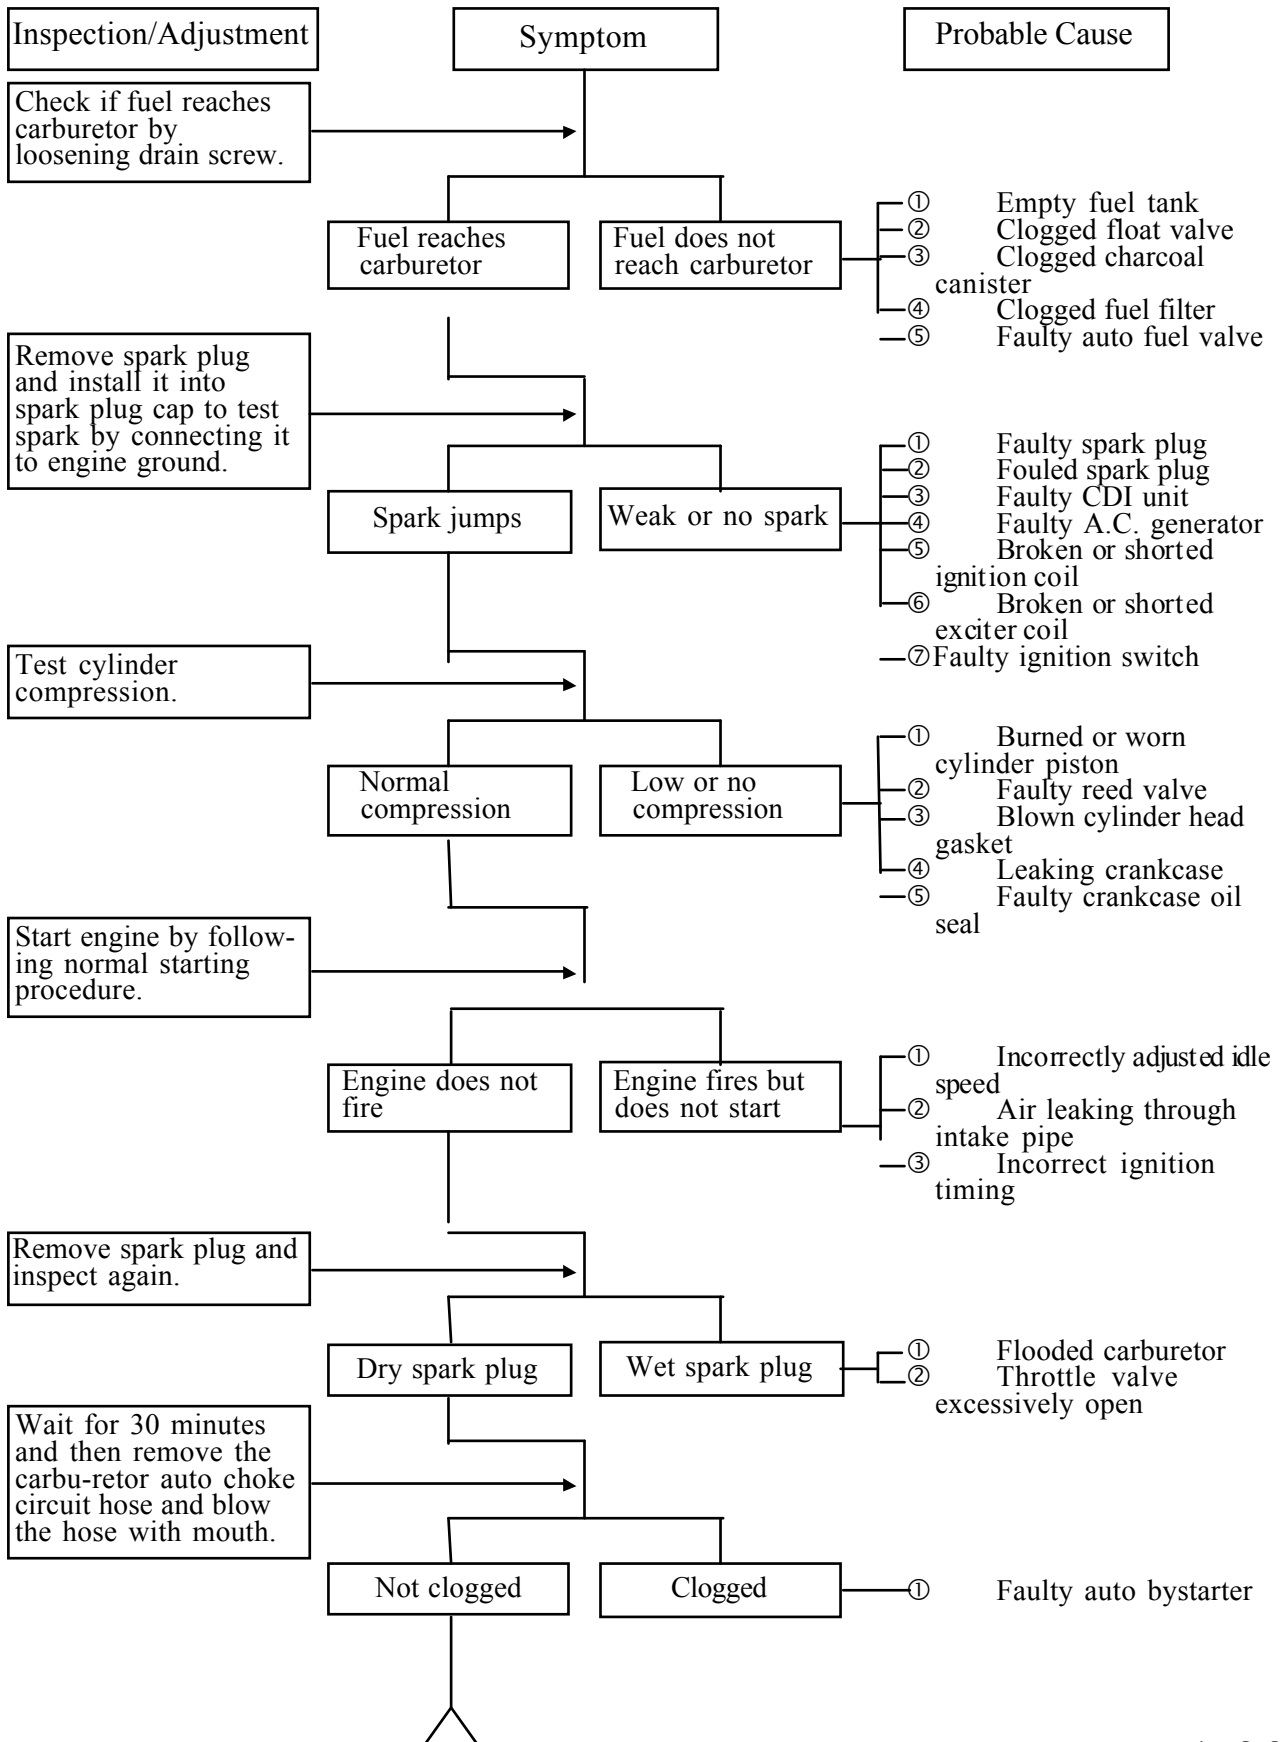 Inspection/Adjustment
Symptom
Probable Cause
Check if fuel reaches
carburetor by
loosening drain screw.
Fuel reaches
carburetor
Fuel does not
reach carburetor
① Empty fuel tank
② Clogged float valve
③ Clogged charcoal
canister
④ Clogged fuel filter
⑤ Faulty auto fuel valve
Remove spark plug
and install it into
spark plug cap to test
spark by connecting it
to engine ground.
Spark jumps
Weak or no spark
① Faulty spark plug
② Fouled spark plug
③ Faulty CDI unit
④ Faulty A.C. generator
⑤ Broken or shorted
ignition coil
⑥ Broken or shorted
exciter coil
⑦Faulty ignition switch
Test cylinder
compression.
Normal
compression
Low or no
compression
① Burned or worn
cylinder piston
② Faulty reed valve
③ Blown cylinder head
gasket
④ Leaking crankcase
⑤ Faulty crankcase oil
seal
Start engine by follow-
ing normal starting
procedure.
Engine does not
fire
Engine fires but
does not start
① Incorrectly adjusted idle
speed
② Air leaking through
intake pipe
③ Incorrect ignition
timing
Remove spark plug and
inspect again.
Dry spark plug
Wet spark plug
① Flooded carburetor
② Throttle valve
excessively open
Wait for 30 minutes
and then remove the
carbu-retor auto choke
circuit hose and blow
the hose with mouth.
Not clogged
Clogged
① Faulty auto bystarter